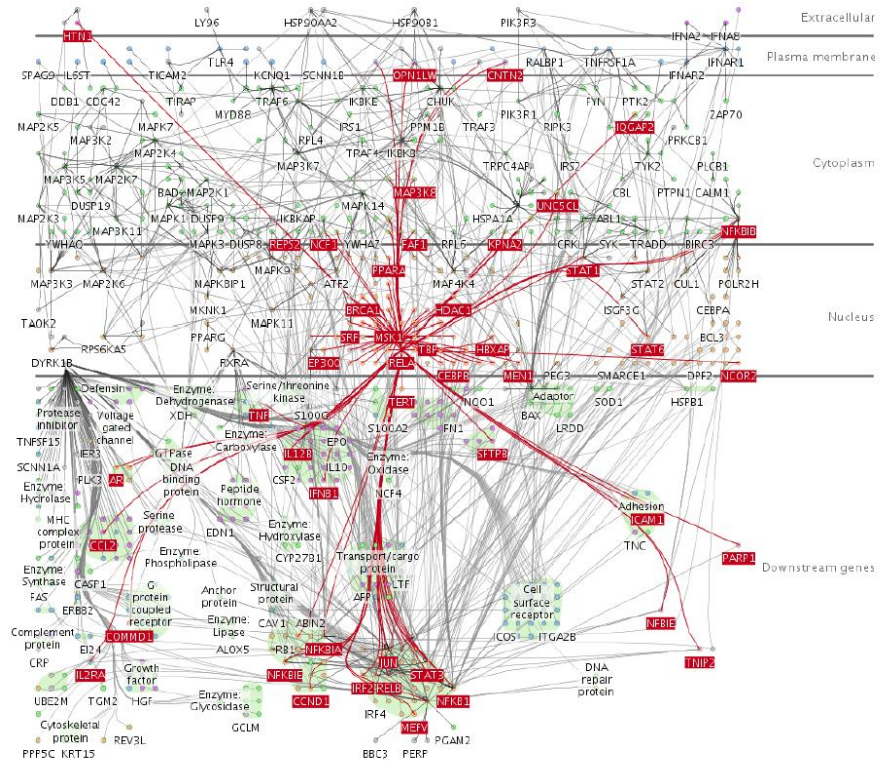 LY96 HSP90AA2 HSP90B1 PIK3R3 Extracellular
HTN1 IFNA2 IFNA8
TLR4 RALBP1 TNFRSF1A IFNAR1 Plasma membrane
SPAG9 IL6ST TICAM2 KCNQ1 SCNN1B OPN1LW CNTN2 IFNAR2
DDB1 CDC42 TIRAP TRAF6 IKBKE CHUK FYN PTK2
MYD88 PIK3R1 ZAP70
MAP2K5 MAP3K2 MAPK7 IRS1 PPM1B TRAF3 RIPK3 IQGAP2
MAP2K4 RPL4 TRAF4 IKBKB PRKCB1
MAP3K5 MAP2K7 MAP3K7 TRPC4AP IRS2 TYK2 PLCB1 Cytoplasm
DUSP19 BAD MAP2K1 MAPK14 MAP3K8 CBL PTPN1 CALM1
MAP2K3 MAP3K11 MAPK1 DUSP9 IKBKAP HSPA1A UNC5CL ABL1
YWHAQ MAPK3 DUSP8 REPS2 NCF1 YWHAZ FAF1 RPL6 KPNA2 CRKL SYK TRADD BIRC3 NFKBIB
MAP3K3 MAP2K6 MAPKBIP1 MAPK9 ATF2 PPARA MAP4K4 STAT1 STAT2 CUL1 POLR2H
TAOK2 MKNK1 MAPK11 BRCA1 HDAC1 ISGF3G CEBPA Nucleus
RPS6KA5 PPARG SRF MSK1 TBP HBXAP STAT6 BCL3
DYRK1B RXRA EP300 RELA CEBPB MEN1 PEG3 SMARCE1 DPF2 NCOR2
Defensin Enzyme: Dehydrogenase Serine/threonine kinase TERT NQO1 Adaptor SOD1 HSPB1
Protease inhibitor Voltage gated channel XDH TNF S100G S100A2 FN1 BAX LRDD
TNFSF15 IER3 GTPase Enzyme: Carboxylase EPO Enzyme: Oxidase
SCNN1A PLK3 AR DNA binding protein IL12B IL10 SFTPB
Enzyme: Hydrolase Peptide hormone CSF2 IFNB1 NCF4 Adhesion
MHC complex protein CCL2 Serine protease EDN1 Enzyme: Hydroxylase ICAM1
Enzyme: Synthase Enzyme: Phospholipase CYP27B1 Transport/cargo protein TNC PARP1
FAS CASP1 G protein coupled receptor Anchor protein Structural protein AFP LTF Cell surface receptor Downstream genes
ERBB2 Enzyme: Lipase CAV1 ABIN2 NFBIE
Complement protein COMMD1 ALOX5 RB1 NFKBIA ICOS ITGA2B
CRP EI24 JUN TNIP2
IL2RA Growth factor NFKBIE STAT3 DNA repair protein
UBE2M TGM2 HGF Enzyme: Glycosidase CCND1 IRF2 RELB NFKB1
Cytoskeletal protein GCLM IRF4 MEFV
PPP5C KRT15 REV3L BBC3 PERF PGAM2